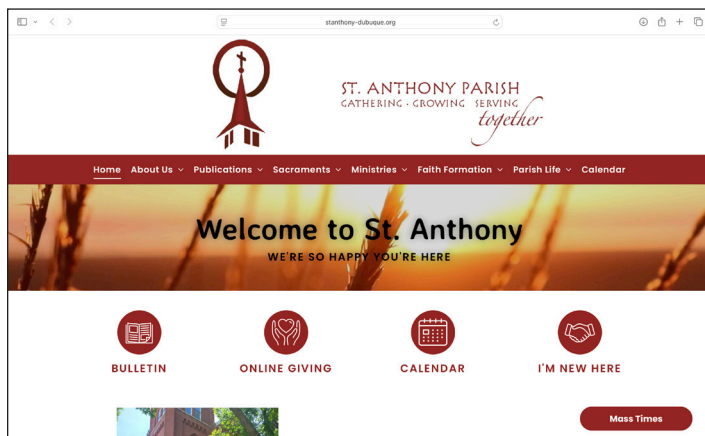 stanthony-dubuque.org
ST. ANTHONY PARISH
GATHERING · GROWING SERVING
together
Home About Us Publications Sacraments Ministries Faith Formation Parish Life Calendar
Welcome to St. Anthony
WE'RE SO HAPPY YOU'RE HERE
BULLETIN ONLINE GIVING CALENDAR I'M NEW HERE
Mass Times